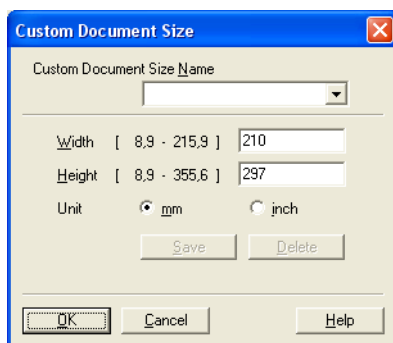 Custom Document Size
Custom Document Size Name
Width [ 8,9 - 215,9 ] 210
Height [ 8,9 - 355,6 ] 297
Unit mm inch
Save Delete
OK Cancel Help